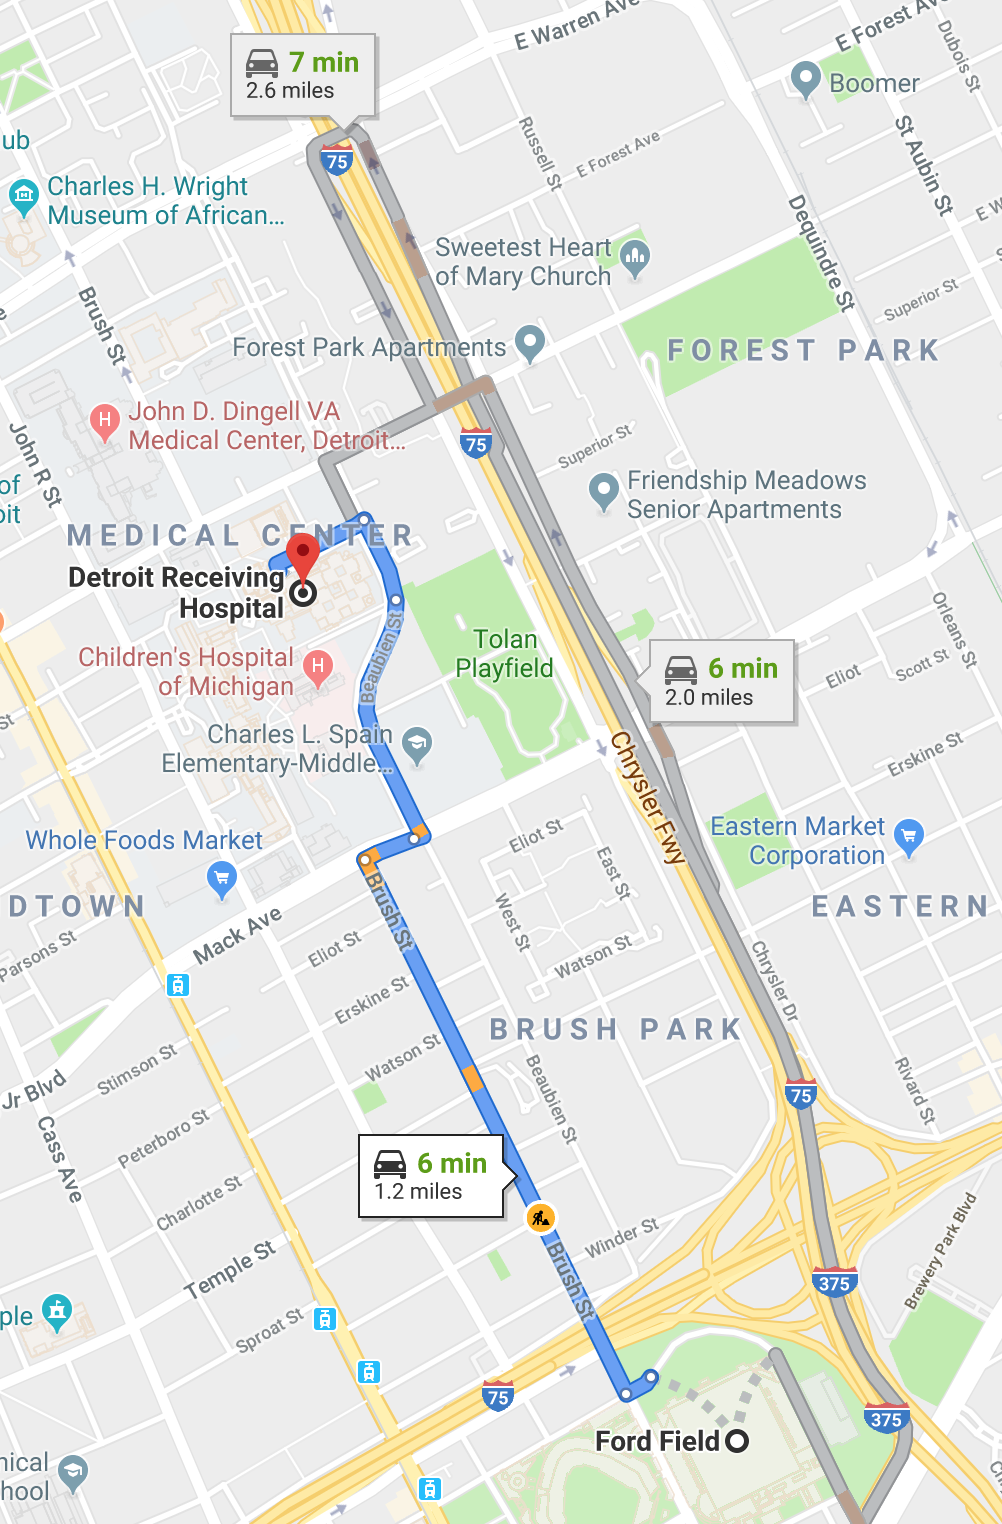 E Warren Ave
E Forest Ave
7 min
2.6 miles
Boomer
Dubois St
ub
St Aubin St
Russell St
E Forest Ave
75
Charles H. Wright
Museum of African...
Dequindre St
Sweetest Heart
of Mary Church
Brush St
Superior St
Forest Park Apartments
FOREST PARK
H
John D. Dingell VA
Medical Center, Detroit...
John R St
75
Superior St
of
oit
Friendship Meadows
Senior Apartments
MEDICAL CENTER
Detroit Receiving
Hospital
Orleans St
Beaubien St
Tolan
Playfield
Children's Hospital
of Michigan
H
6 min
2.0 miles
Eliot
Scott St
St
Charles L. Spain
Elementary-Middle...
Chrysler Fwy
Erskine St
Whole Foods Market
Eliot St
Eastern Market
Corporation
East St
DTOWN
EASTERN
Brush St
Mack Ave
West St
Parsons St
Eliot St
Watson St
Chrysler Dr
Erskine St
BRUSH PARK
Watson St
Stimson St
Beaubien St
Jr Blvd
75
Rivard St
Cass Ave
Peterboro St
6 min
1.2 miles
Charlotte St
Winder St
Brewery Park Blvd
Temple St
Brush St
375
ple
Sproat St
75
375
Ford Field
nical
hool